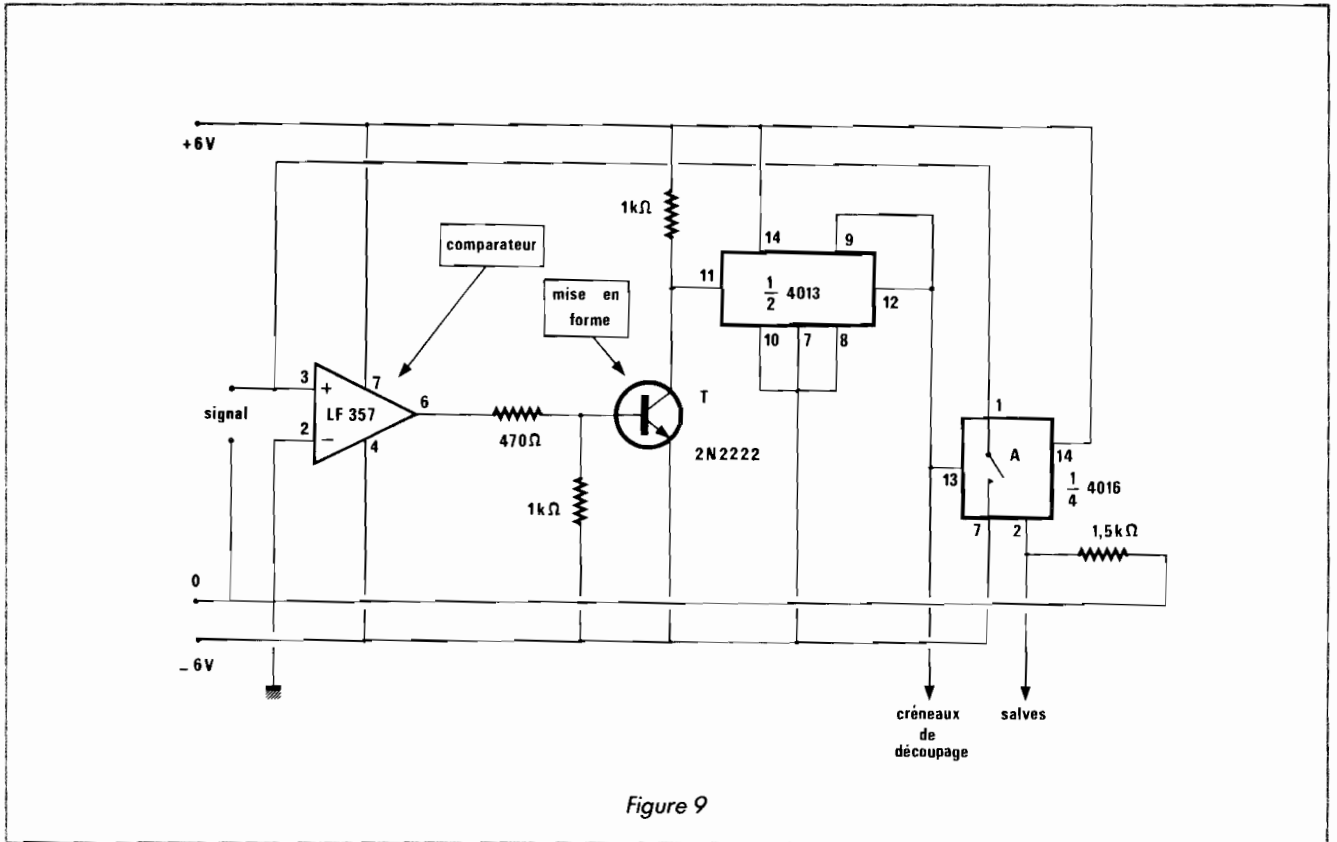 +6V
1kΩ
14
9
comparateur
11
1/2 4013
12
mise en
forme
10
7
8
3
+
7
T
1
signal
LF 357
6
A
14
2
−
4
470Ω
2N2222
13
1/4 4016
1kΩ
7
2
1,5kΩ
0
− 6V
créneaux
de
découpage
salves
Figure 9